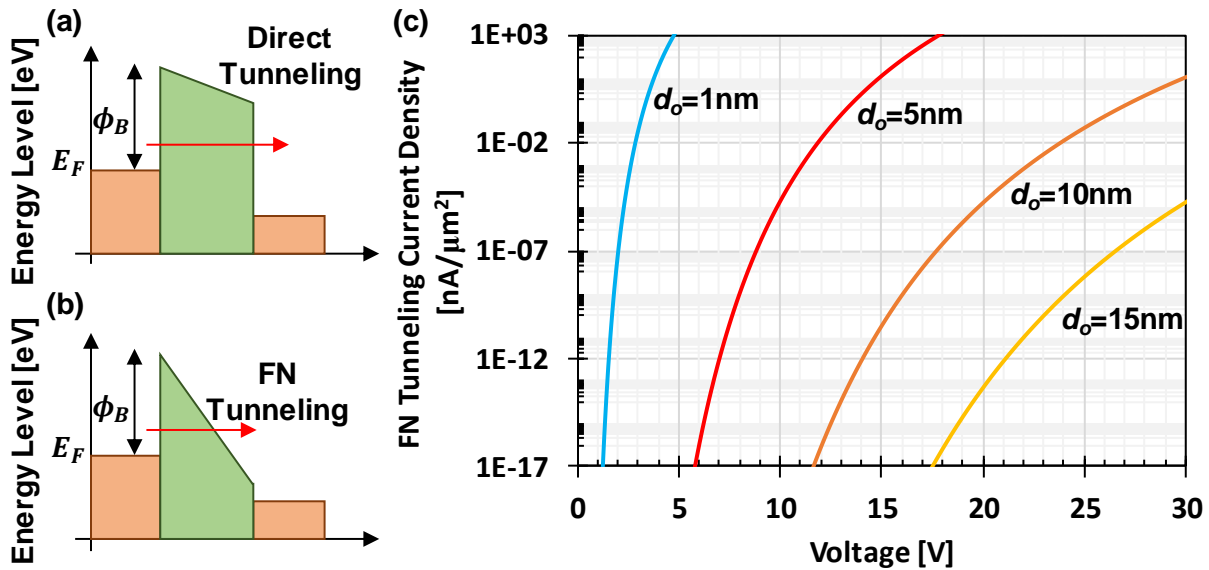 (a)
Energy Level [eV]
Direct
Tunneling
ϕB
EF
(b)
Energy Level [eV]
FN
Tunneling
ϕB
EF
(c)
FN Tunneling Current Density
[nA/μm²]
1E+03
1E-02
1E-07
1E-12
1E-17
do=1nm
do=5nm
do=10nm
do=15nm
0 5 10 15 20 25 30
Voltage [V]